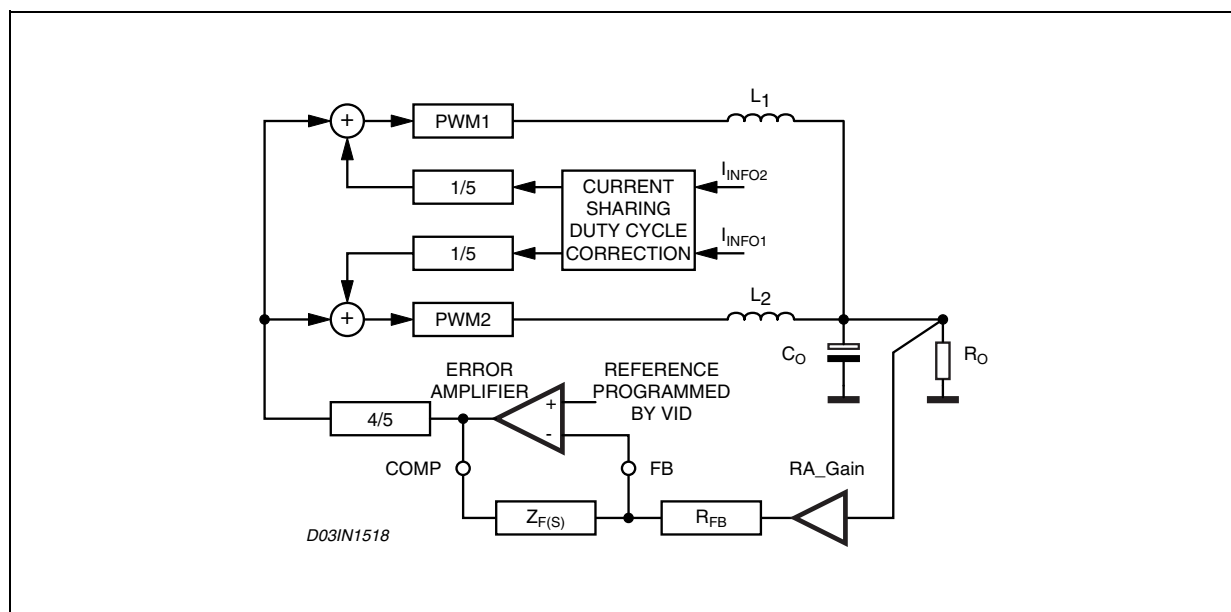 L1
PWM1
IINFO2
1/5
CURRENT
SHARING
DUTY CYCLE
CORRECTION
1/5
IINFO1
L2
PWM2
CO
RO
ERROR
AMPLIFIER
REFERENCE
PROGRAMMED
BY VID
4/5
COMP
FB
RA_Gain
ZF(S)
RFB
D03IN1518
+
+
+
-